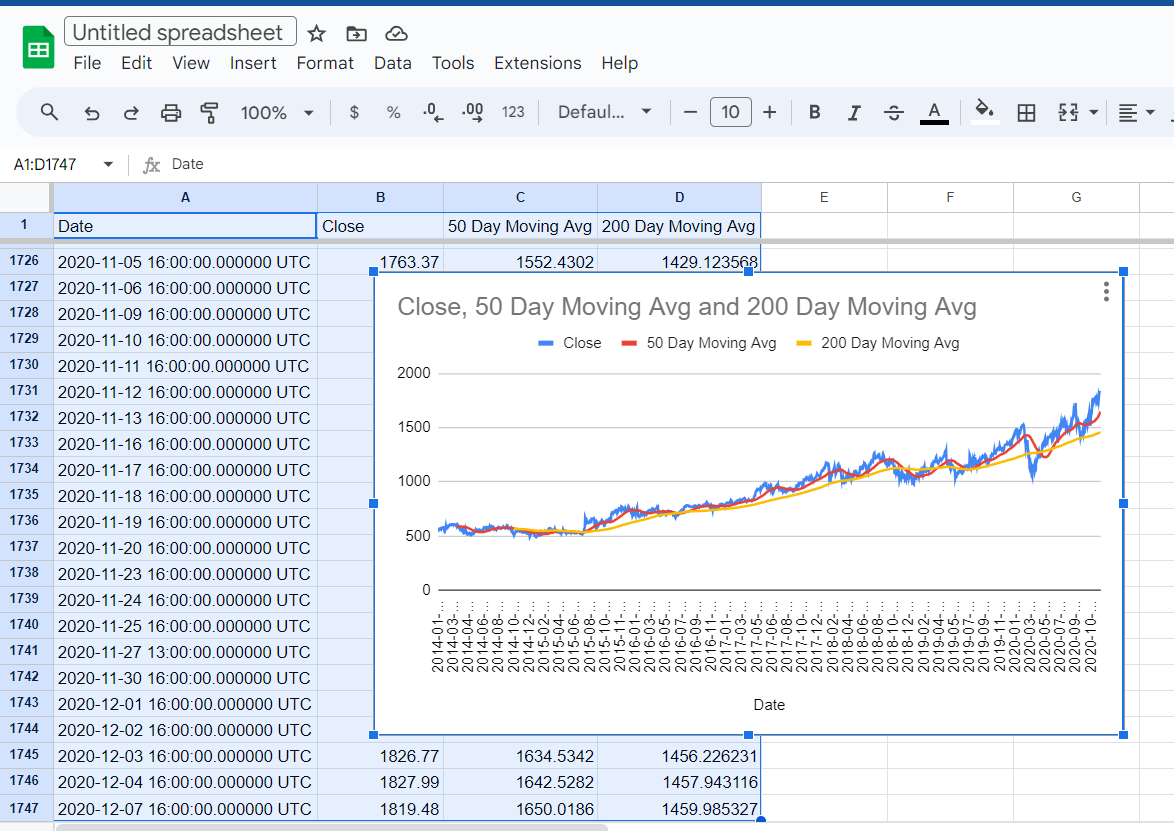 Untitled spreadsheet
File Edit View Insert Format Data Tools Extensions Help
100% $ % .0 .00 123 Defaul... 10 B I S A
A1:D1747 fx Date
A B C D E F G
1 Date Close 50 Day Moving Avg 200 Day Moving Avg
1726 2020-11-05 16:00:00.000000 UTC 1763.37 1552.4302 1429.123568
1727 2020-11-06 16:00:00.000000 UTC
1728 2020-11-09 16:00:00.000000 UTC
1729 2020-11-10 16:00:00.000000 UTC
1730 2020-11-11 16:00:00.000000 UTC
1731 2020-11-12 16:00:00.000000 UTC
1732 2020-11-13 16:00:00.000000 UTC
1733 2020-11-16 16:00:00.000000 UTC
1734 2020-11-17 16:00:00.000000 UTC
1735 2020-11-18 16:00:00.000000 UTC
1736 2020-11-19 16:00:00.000000 UTC
1737 2020-11-20 16:00:00.000000 UTC
1738 2020-11-23 16:00:00.000000 UTC
1739 2020-11-24 16:00:00.000000 UTC
1740 2020-11-25 16:00:00.000000 UTC
1741 2020-11-27 13:00:00.000000 UTC
1742 2020-11-30 16:00:00.000000 UTC
1743 2020-12-01 16:00:00.000000 UTC
1744 2020-12-02 16:00:00.000000 UTC
1745 2020-12-03 16:00:00.000000 UTC 1826.77 1634.5342 1456.226231
1746 2020-12-04 16:00:00.000000 UTC 1827.99 1642.5282 1457.943116
1747 2020-12-07 16:00:00.000000 UTC 1819.48 1650.0186 1459.985327
Close, 50 Day Moving Avg and 200 Day Moving Avg
Close 50 Day Moving Avg 200 Day Moving Avg
2000
1500
1000
500
0
2014-01-...
2014-03-...
2014-04-...
2014-06-...
2014-08-...
2014-10-...
2014-12-...
2015-02-...
2015-04-...
2015-06-...
2015-08-...
2015-10-...
2015-11-...
2016-01-...
2016-03-...
2016-05-...
2016-07-...
2016-09-...
2016-11-...
2017-01-...
2017-03-...
2017-05-...
2017-06-...
2017-08-...
2017-10-...
2017-12-...
2018-02-...
2018-04-...
2018-06-...
2018-08-...
2018-10-...
2018-12-...
2019-02-...
2019-04-...
2019-05-...
2019-07-...
2019-09-...
2019-11-...
2020-01-...
2020-03-...
2020-05-...
2020-07-...
2020-09-...
2020-10-...
Date